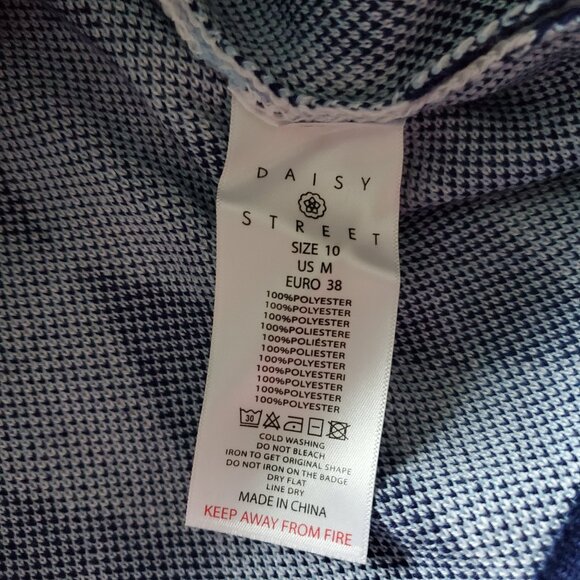 DAISY
STREET
SIZE 10
US M
EURO 38
100%POLYESTER
100%POLYESTER
100%POLYESTER
100%POLIESTERE
100%POLIÉSTER
100%POLYESTER
100%POLYESTER
100%POLYESTERI
100%POLYESTER
100%POLYESTER
100%POLYESTER
30
COLD WASHING
DO NOT BLEACH
IRON TO GET ORIGINAL SHAPE
DO NOT IRON ON THE BADGE
DRY FLAT
LINE DRY
MADE IN CHINA
KEEP AWAY FROM FIRE